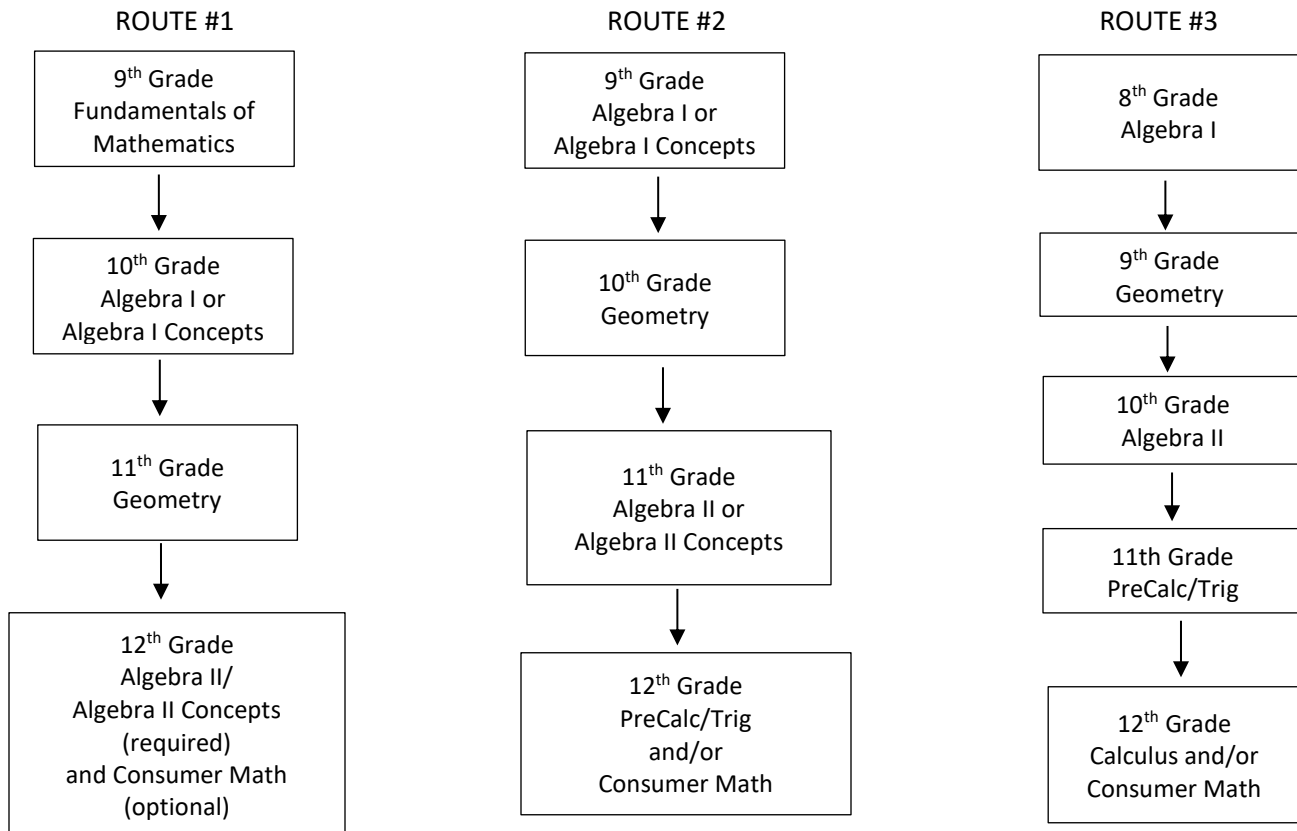 ROUTE #1
9th Grade
Fundamentals of
Mathematics
10th Grade
Algebra I or
Algebra I Concepts
11th Grade
Geometry
12th Grade
Algebra II/
Algebra II Concepts
(required)
and Consumer Math
(optional)
ROUTE #2
9th Grade
Algebra I or
Algebra I Concepts
10th Grade
Geometry
11th Grade
Algebra II or
Algebra II Concepts
12th Grade
PreCalc/Trig
and/or
Consumer Math
ROUTE #3
8th Grade
Algebra I
9th Grade
Geometry
10th Grade
Algebra II
11th Grade
PreCalc/Trig
12th Grade
Calculus and/or
Consumer Math